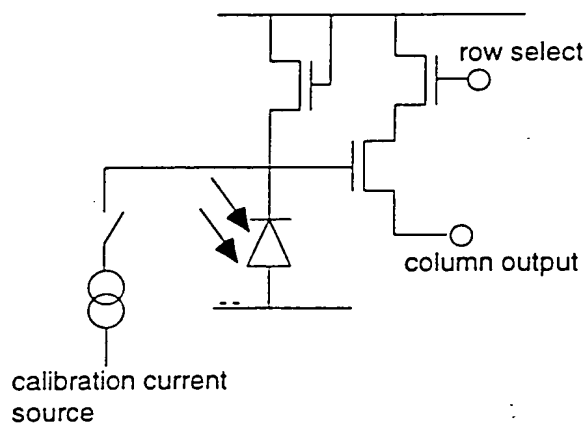 row select
column output
calibration current
source